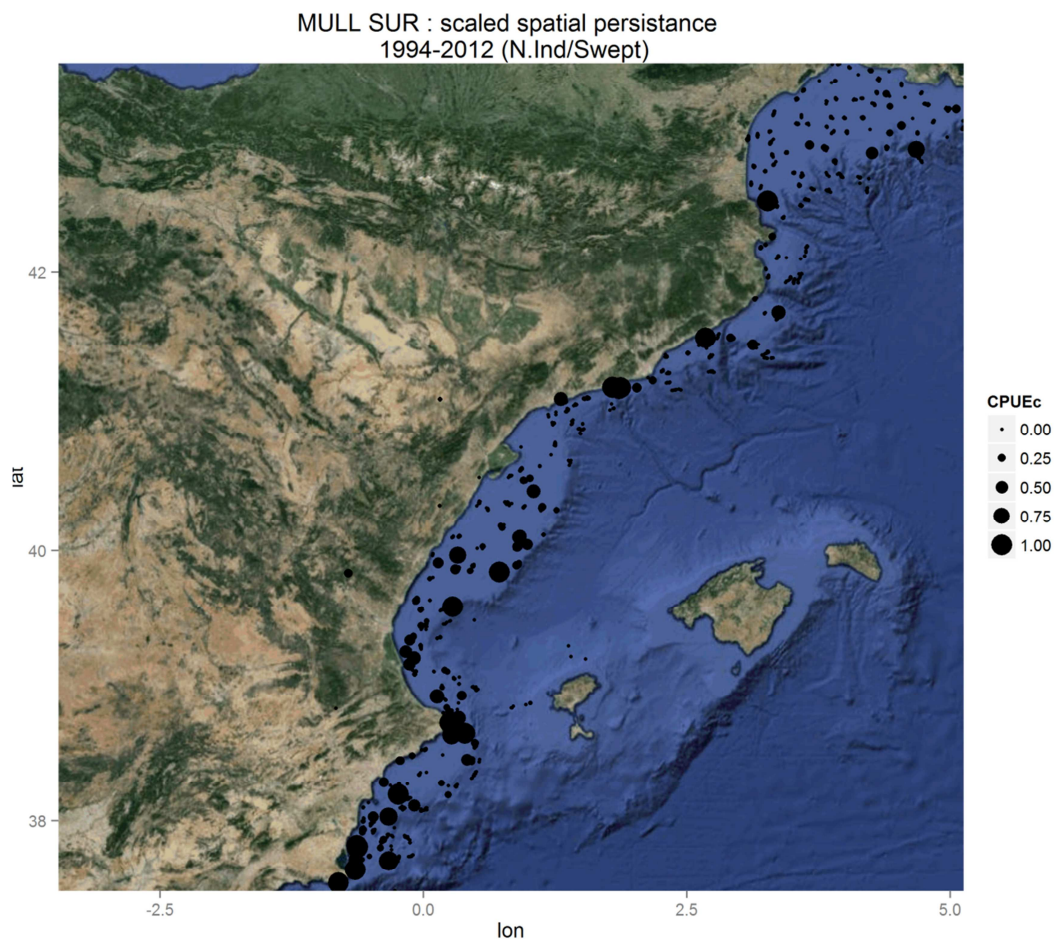 MULL SUR : scaled spatial persistance
1994-2012 (N.Ind/Swept)
lat
42
40
38
-2.5
0.0
2.5
5.0
lon
CPUEc
0.00
0.25
0.50
0.75
1.00